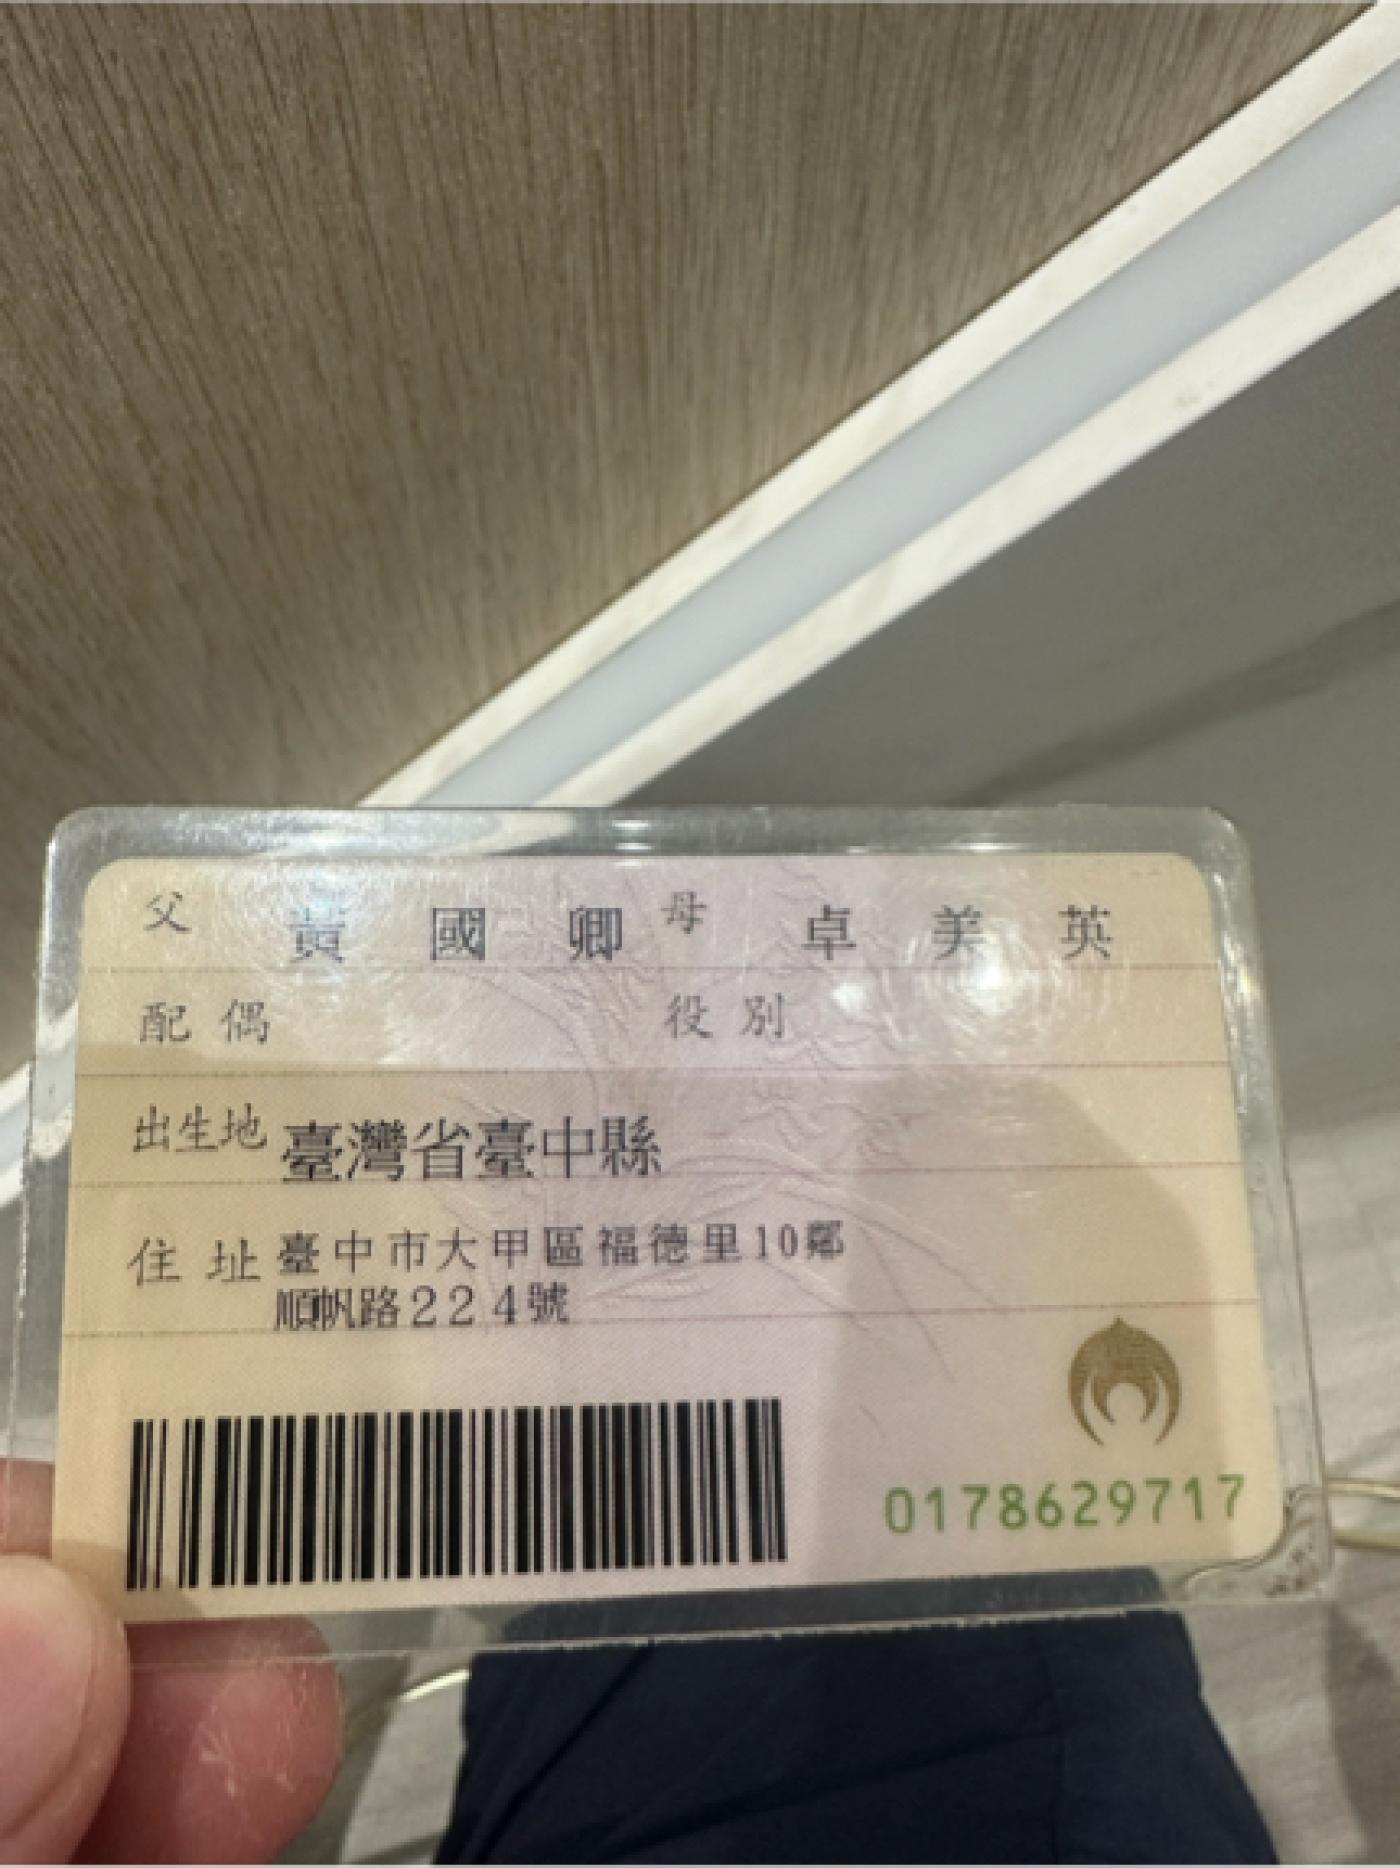 父 黃國卿 母 卓美英
配偶 役別
出生地 臺灣省臺中縣
住址 臺中市大甲區福德里10鄰
順帆路224號
0178629717